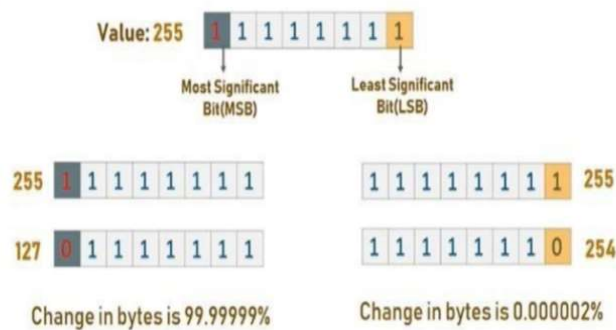 Value: 255 1 1 1 1 1 1 1 1
Most Significant
Bit(MSB)
Least Significant
Bit(LSB)
255 1 1 1 1 1 1 1 1
1 1 1 1 1 1 1 1 255
127 0 1 1 1 1 1 1 1
1 1 1 1 1 1 1 0 254
Change in bytes is 99.99999%
Change in bytes is 0.000002%